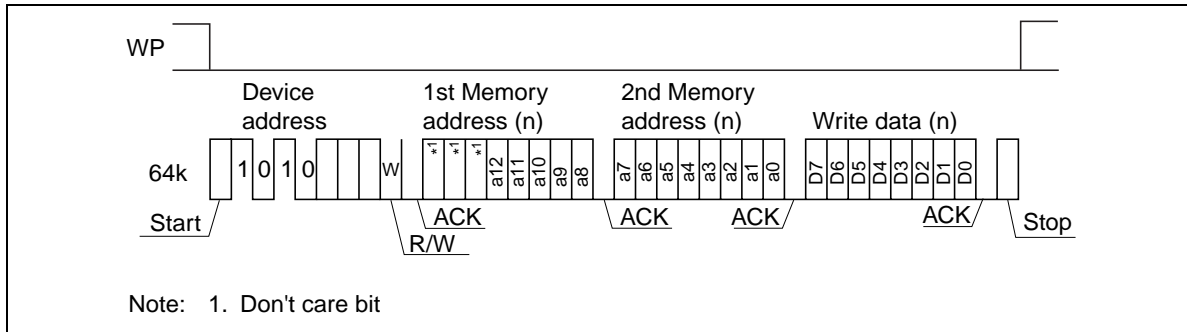 WP
Device
address
1st Memory
address (n)
2nd Memory
address (n)
Write data (n)
64k
1 0 1 0
W
*1 *1 *1 a12 a11 a10 a9 a8
a7 a6 a5 a4 a3 a2 a1 a0
D7 D6 D5 D4 D3 D2 D1 D0
Start
R/W
ACK
ACK
ACK
ACK
Stop
Note: 1. Don't care bit